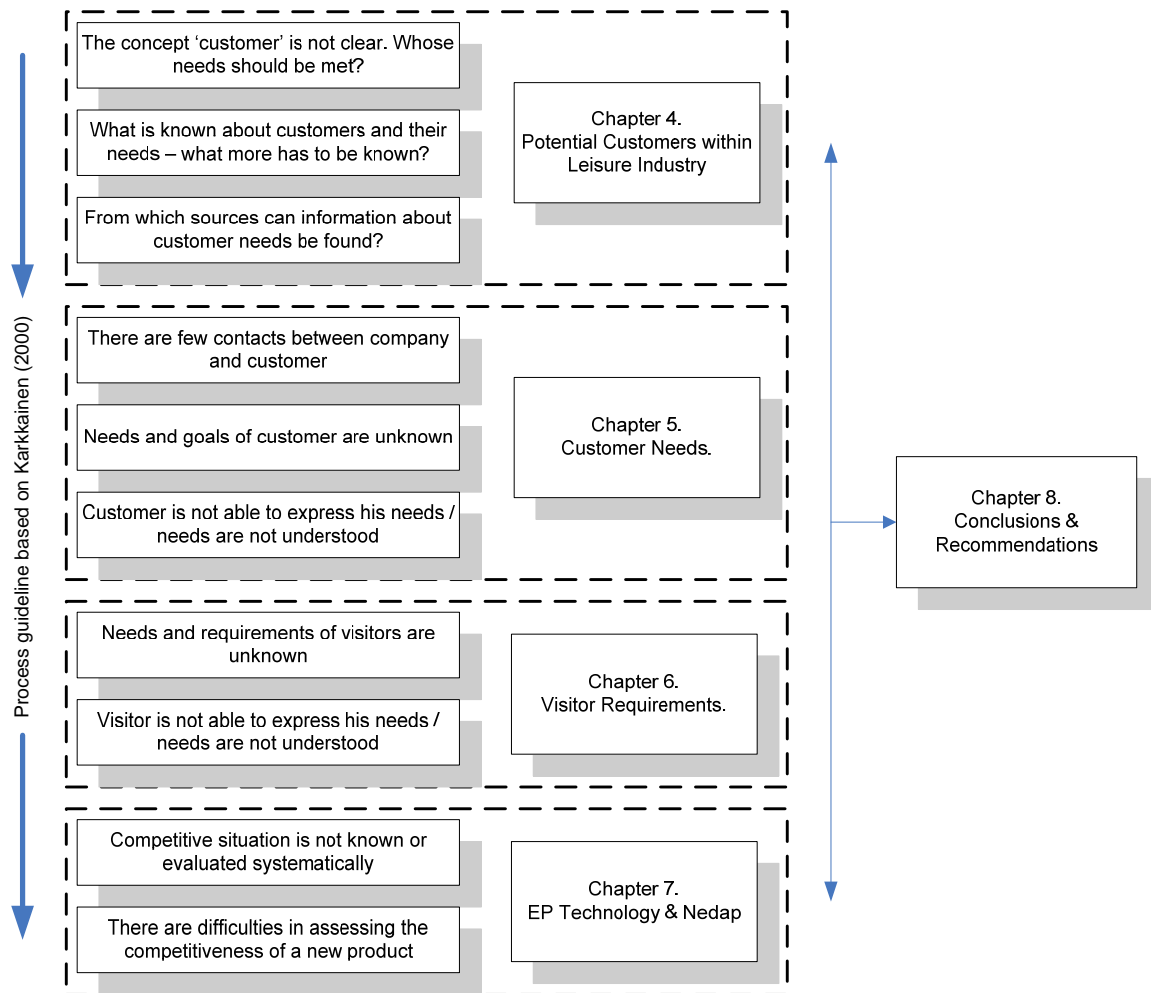 Process guideline based on Karkkainen (2000)
The concept ‘customer’ is not clear. Whose
needs should be met?
What is known about customers and their
needs – what more has to be known?
From which sources can information about
customer needs be found?
Chapter 4.
Potential Customers within
Leisure Industry
There are few contacts between company
and customer
Needs and goals of customer are unknown
Customer is not able to express his needs /
needs are not understood
Chapter 5.
Customer Needs.
Needs and requirements of visitors are
unknown
Visitor is not able to express his needs /
needs are not understood
Chapter 6.
Visitor Requirements.
Competitive situation is not known or
evaluated systematically
There are difficulties in assessing the
competitiveness of a new product
Chapter 7.
EP Technology & Nedap
Chapter 8.
Conclusions &
Recommendations